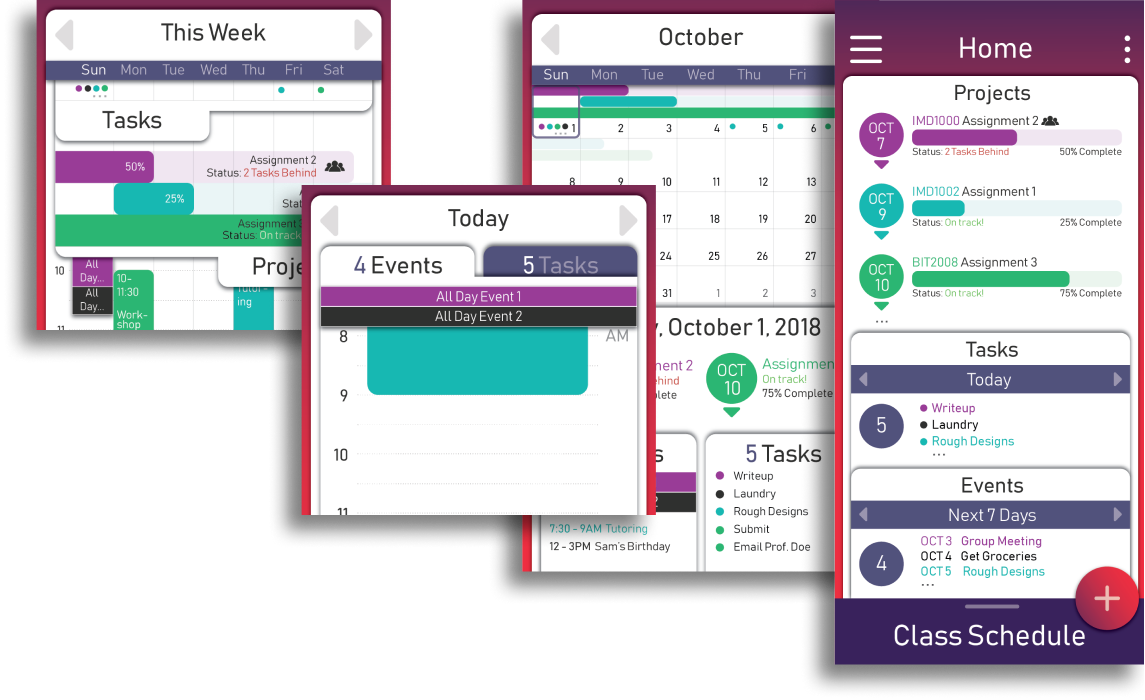 This Week
Sun Mon Tue Wed Thu Fri Sat
Tasks
50%
Assignment 2
Status: 2 Tasks Behind
25%
Assignment
Status: On track
10
All
Day...
All
Day...
10-
11:30
Work-
shop
ing
11
Today
4 Events
5 Tasks
All Day Event 1
All Day Event 2
8
AM
9
10
11
October
Sun Mon Tue Wed Thu Fri
1 2 3 4 5 6
8 9 10 11 12 13
17 18 19 20
24 25 26 27
31 1 2 3
, October 1, 2018
OCT
10
On track!
75% Complete
7:30 - 9AM Tutoring
12 - 3PM Sam's Birthday
5 Tasks
Writeup
Laundry
Rough Designs
Submit
Email Prof. Doe
Home
Projects
OCT
7
IMD1000 Assignment 2
Status: 2 Tasks Behind 50% Complete
OCT
9
IMD1002 Assignment 1
Status: On track! 25% Complete
OCT
10
BIT2008 Assignment 3
Status: On track! 75% Complete
...
Tasks
Today
5
Writeup
Laundry
Rough Designs
...
Events
Next 7 Days
4
OCT 3 Group Meeting
OCT 4 Get Groceries
OCT 5 Rough Designs
...
+
Class Schedule